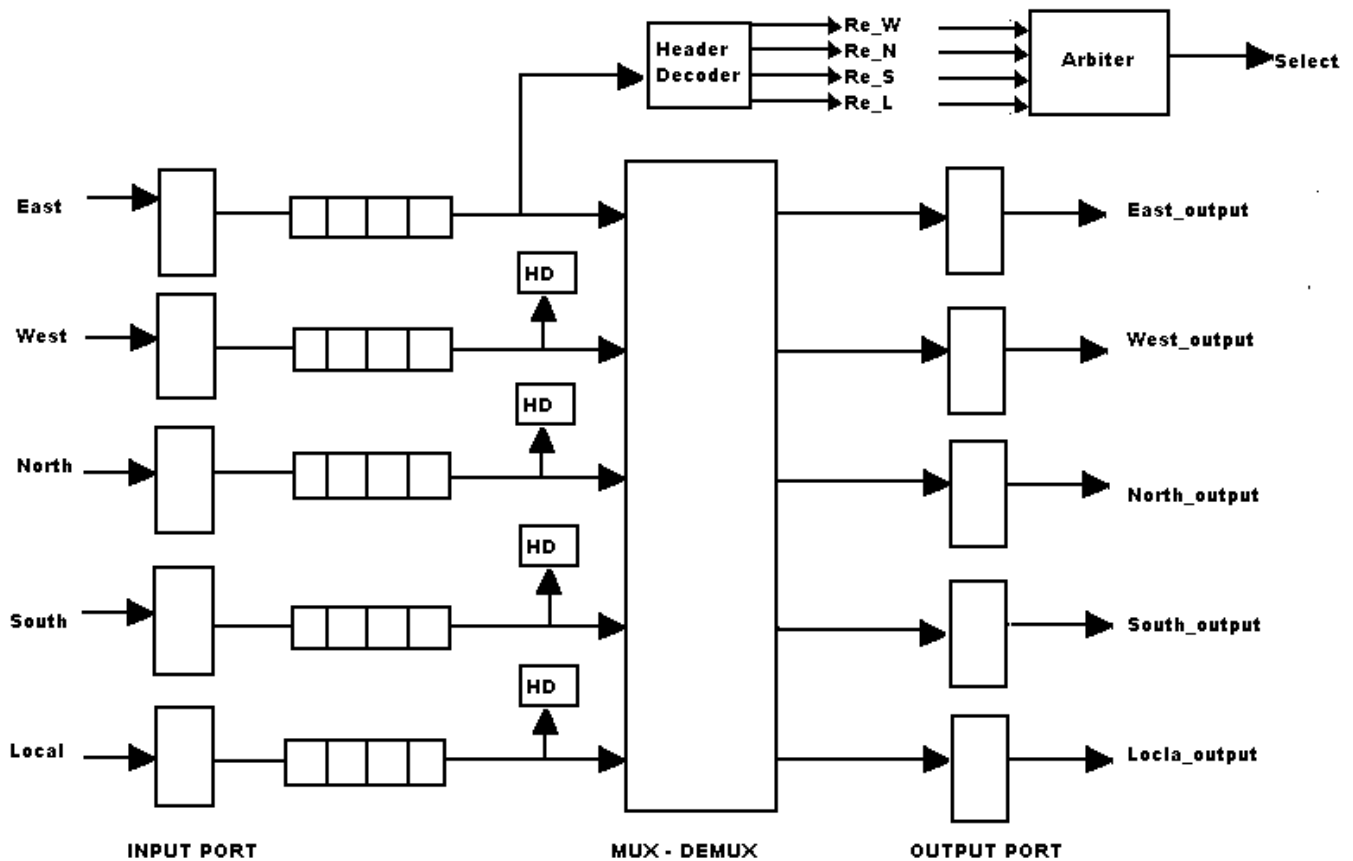 Header
Decoder
Re_W
Re_N
Re_S
Re_L
Arbiter
Select
East
East_output
HD
West
West_output
HD
North
North_output
HD
South
South_output
HD
Local
Locla_output
INPUT PORT
MUX - DEMUX
OUTPUT PORT